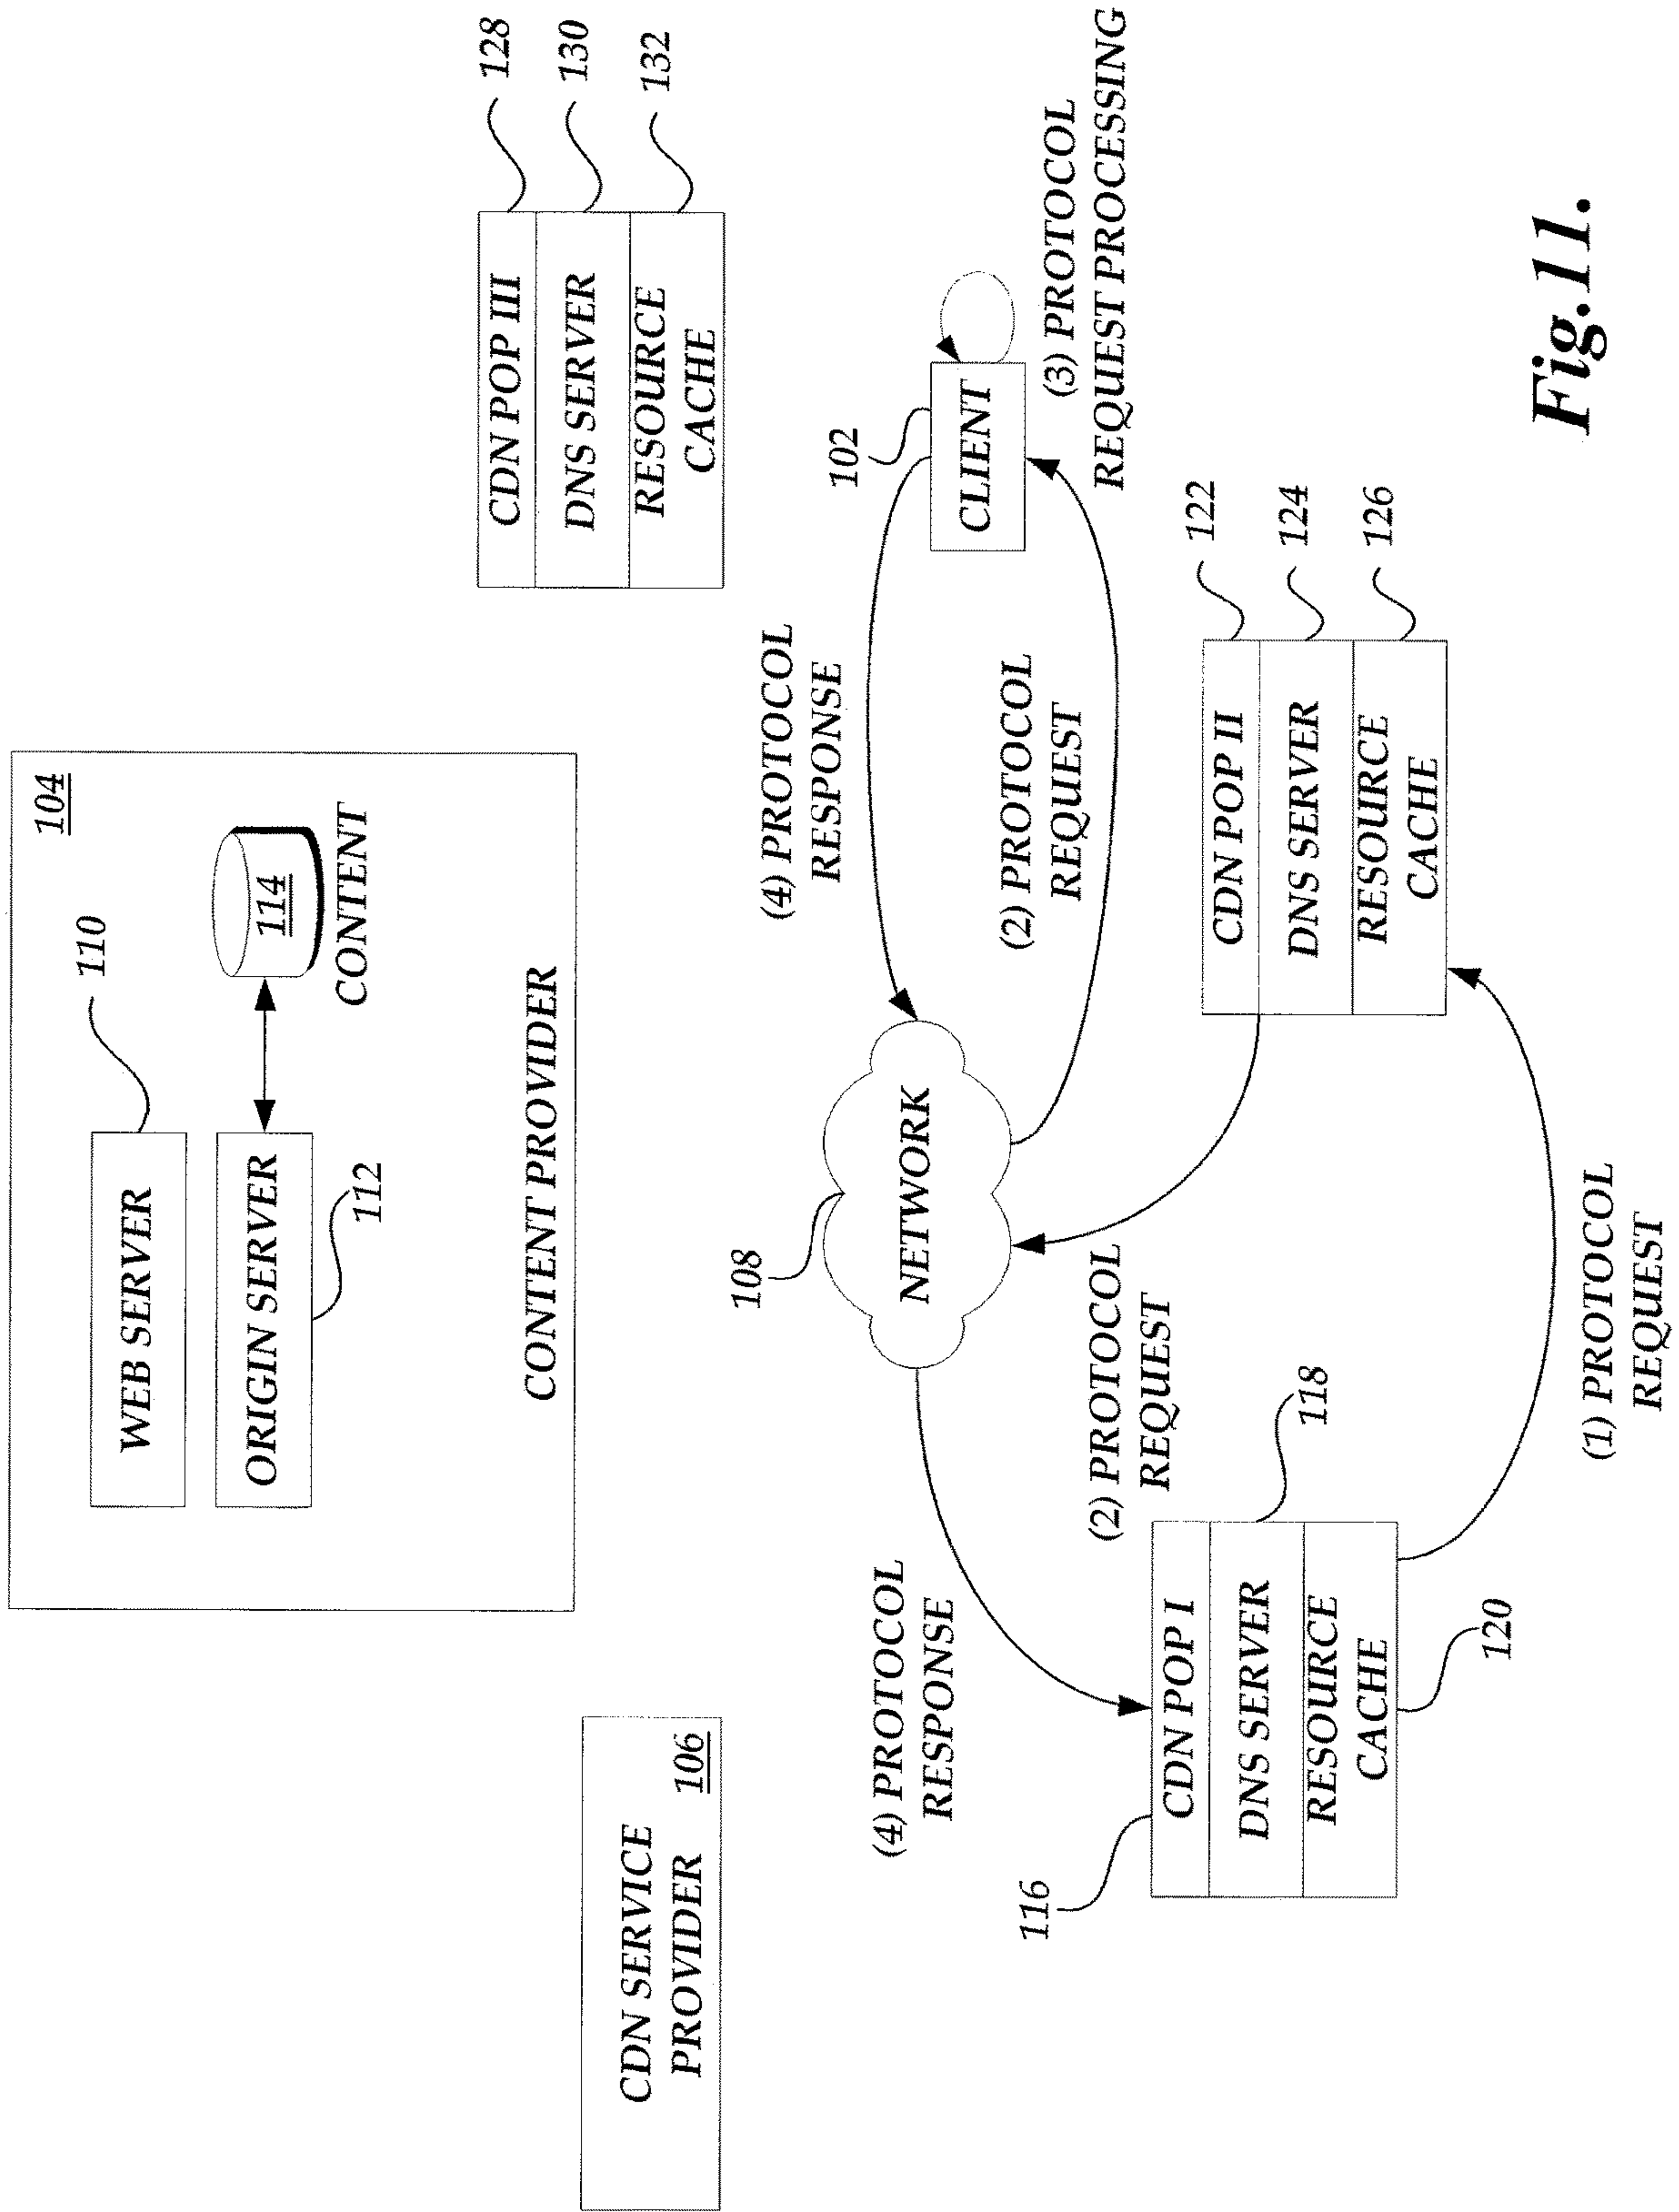 104
WEB SERVER
110
ORIGIN SERVER
112
114
CONTENT
CONTENT PROVIDER
CDN SERVICE
PROVIDER
106
CDN POP III
128
DNS SERVER
130
RESOURCE
CACHE
132
108
NETWORK
(4) PROTOCOL
RESPONSE
102
CLIENT
(2) PROTOCOL
REQUEST
(3) PROTOCOL
REQUEST PROCESSING
(4) PROTOCOL
RESPONSE
(2) PROTOCOL
REQUEST
116
CDN POP I
DNS SERVER
118
RESOURCE
CACHE
120
CDN POP II
122
DNS SERVER
124
RESOURCE
CACHE
126
(1) PROTOCOL
REQUEST
Fig.11.